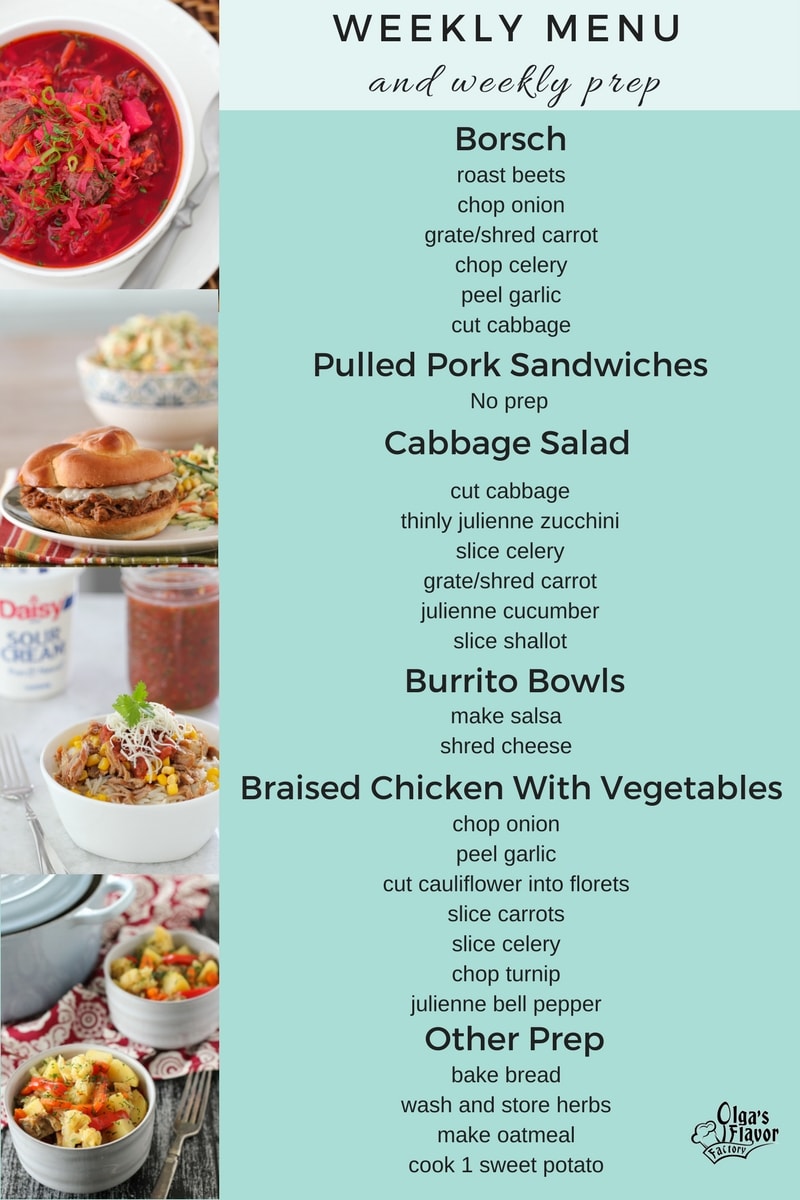 WEEKLY MENU
and weekly prep
Borsch
roast beets
chop onion
grate/shred carrot
chop celery
peel garlic
cut cabbage
Pulled Pork Sandwiches
No prep
Cabbage Salad
cut cabbage
thinly julienne zucchini
slice celery
grate/shred carrot
julienne cucumber
slice shallot
Daisy
SOUR
CREAM
Burrito Bowls
make salsa
shred cheese
Braised Chicken With Vegetables
chop onion
peel garlic
cut cauliflower into florets
slice carrots
slice celery
chop turnip
julienne bell pepper
Other Prep
bake bread
wash and store herbs
make oatmeal
cook 1 sweet potato
Olga's
Flavor
Factory